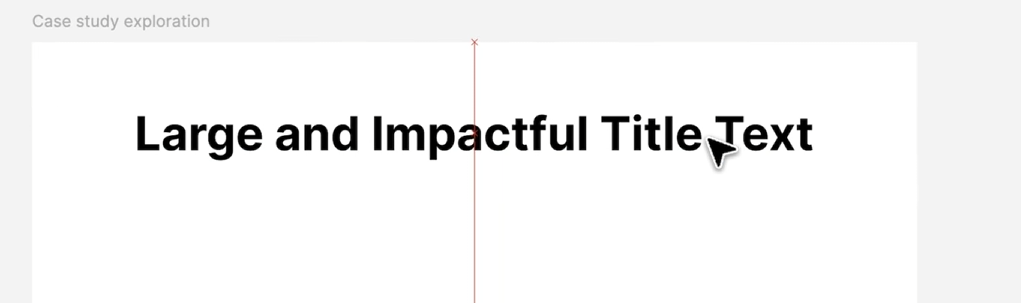 Case study exploration
Large and Impactful Title Text